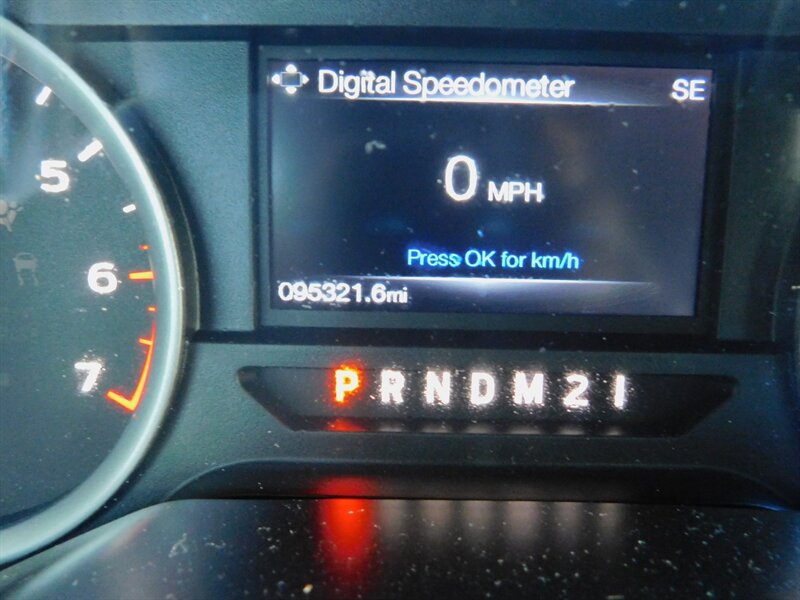 Digital Speedometer SE
5
0 MPH
Press OK for km/h
6
095321.6mi
7
P R N D M 2 1